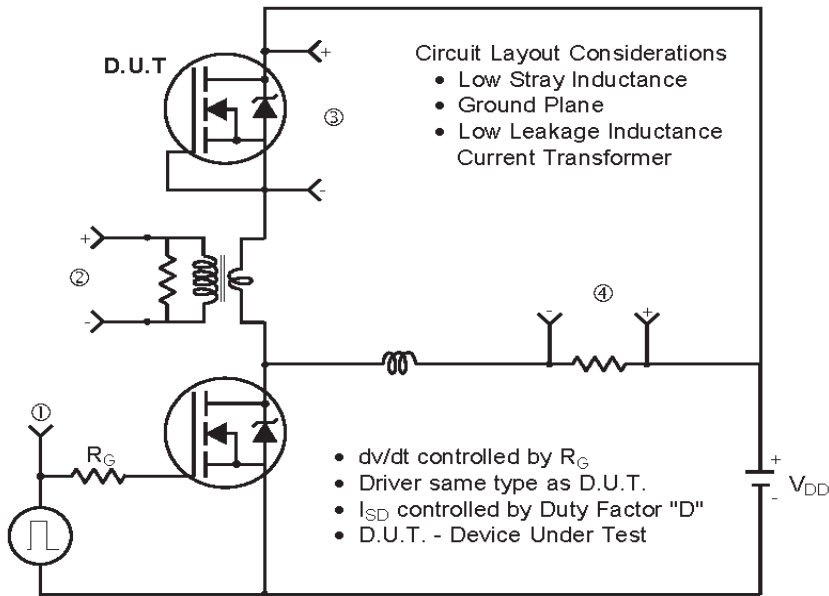 D.U.T
+
③
-
Circuit Layout Considerations
• Low Stray Inductance
• Ground Plane
• Low Leakage Inductance
Current Transformer
+
②
-
④
-
+
①
R_G
• dv/dt controlled by R_G
• Driver same type as D.U.T.
• I_SD controlled by Duty Factor "D"
• D.U.T. - Device Under Test
+
V_DD
-